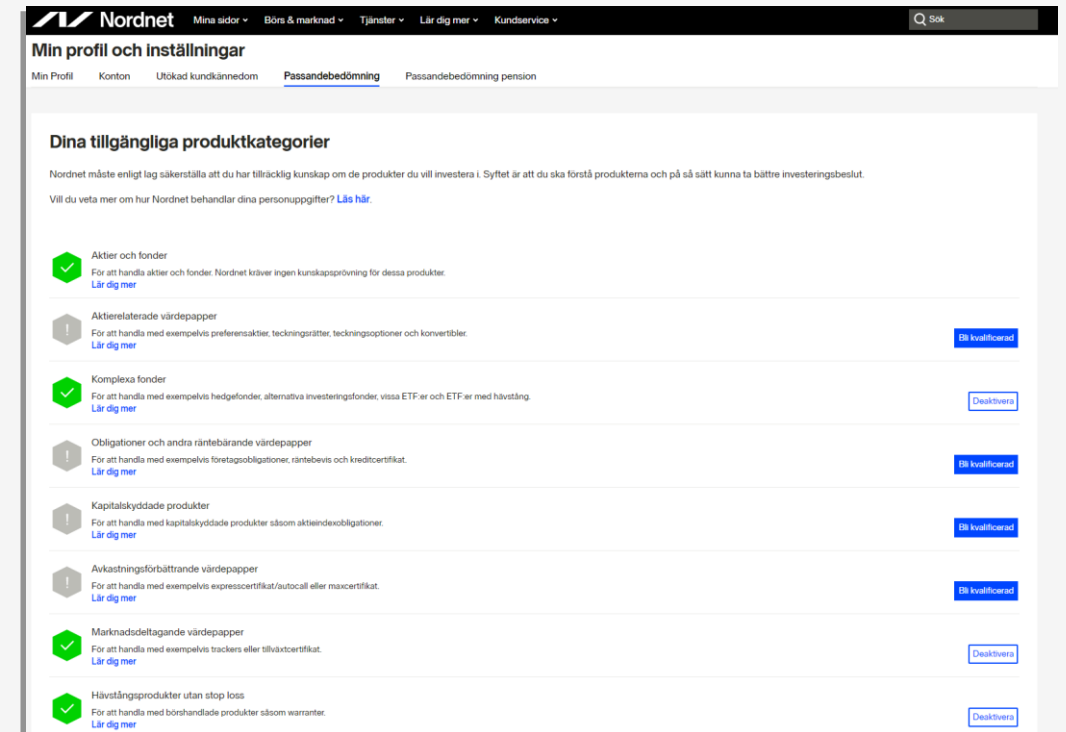 Nordnet Mina sidor Börs & marknad Tjänster Lär dig mer Kundservice Sök
Min profil och inställningar
Min Profil Konton Utökad kundkännedom Passandebedömning Passandebedömning pension
Dina tillgängliga produktkategorier
Nordnet måste enligt lag säkerställa att du har tillräcklig kunskap om de produkter du vill investera i. Syftet är att du ska förstå produkterna och på så sätt kunna ta bättre investeringsbeslut.
Vill du veta mer om hur Nordnet behandlar dina personuppgifter? Läs här.
Aktier och fonder
För att handla aktier och fonder. Nordnet kräver ingen kunskapsprövning för dessa produkter.
Lär dig mer
Aktierelaterade värdepapper
För att handla med exempelvis preferensaktier, teckningsrätter, teckningsoptioner och konvertibler.
Lär dig mer
Bli kvalificerad
Komplexa fonder
För att handla med exempelvis hedgefonder, alternativa investeringsfonder, vissa ETF:er och ETF:er med hävstång.
Lär dig mer
Deaktivera
Obligationer och andra räntebärande värdepapper
För att handla med exempelvis företagsobligationer, räntebevis och kreditcertifikat.
Lär dig mer
Bli kvalificerad
Kapitalskyddade produkter
För att handla med kapitalskyddade produkter såsom aktieindexobligationer.
Lär dig mer
Bli kvalificerad
Avkastningsförbättrande värdepapper
För att handla med exempelvis expresscertifikat/autocall eller maxcertifikat.
Lär dig mer
Bli kvalificerad
Marknadsdeltagande värdepapper
För att handla med exempelvis trackers eller tillväxtcertifikat.
Lär dig mer
Deaktivera
Hävstångsprodukter utan stop loss
För att handla med börshandlade produkter såsom warranter.
Lär dig mer
Deaktivera